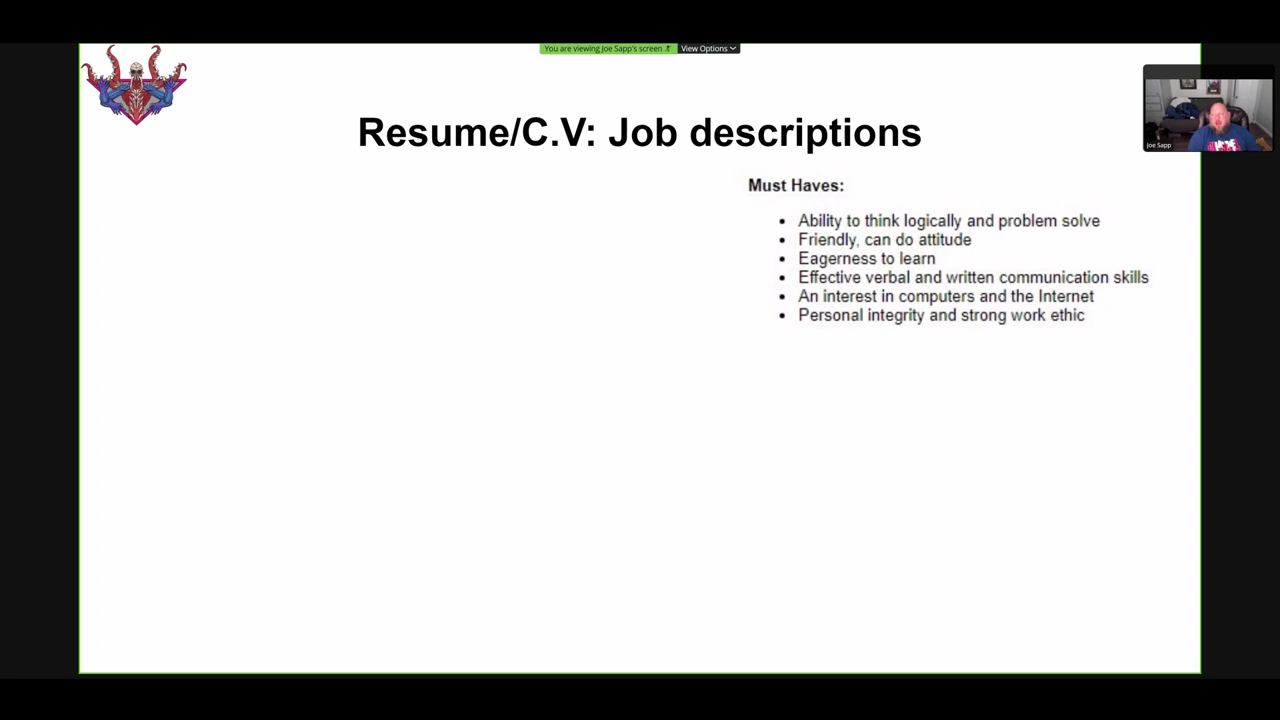 You are viewing Joe Sapp's screen View Options
Resume/C.V: Job descriptions
Joe Sapp
Must Haves:
• Ability to think logically and problem solve
• Friendly, can do attitude
• Eagerness to learn
• Effective verbal and written communication skills
• An interest in computers and the Internet
• Personal integrity and strong work ethic